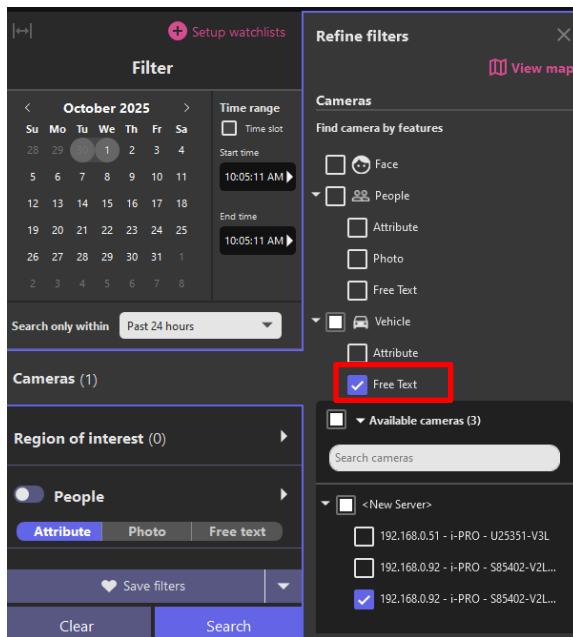 Setup watchlists
Filter
October 2025
Su Mo Tu We Th Fr Sa
28 29 30 1 2 3 4
5 6 7 8 9 10 11
12 13 14 15 16 17 18
19 20 21 22 23 24 25
26 27 28 29 30 31 1
2 3 4 5 6 7 8
Time range
Time slot
Start time
10:05:11 AM
End time
10:05:11 AM
Search only within
Past 24 hours
Cameras (1)
Region of interest (0)
People
Attribute Photo Free text
Save filters
Clear Search
Refine filters
View map
Cameras
Find camera by features
Face
People
Attribute
Photo
Free Text
Vehicle
Attribute
Free Text
Available cameras (3)
Search cameras
<New Server>
192.168.0.51 - i-PRO - U25351-V3L
192.168.0.92 - i-PRO - S85402-V2L...
192.168.0.92 - i-PRO - S85402-V2L...